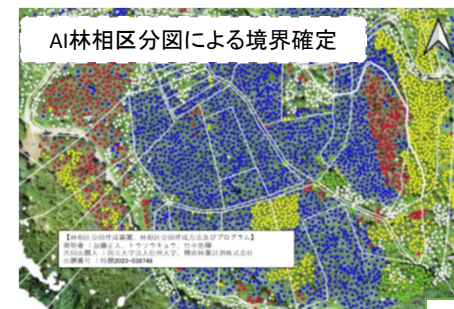 AI林相区分図による境界確定
【林相区分図作成装置、林相区分図作成方法及びプログラム】
発明者：加藤正人、トウソウキュウ、竹中悠輝
共同出願人：国立大学法人信州大学、精密林業計測株式会社
出願番号：特願2023-038748